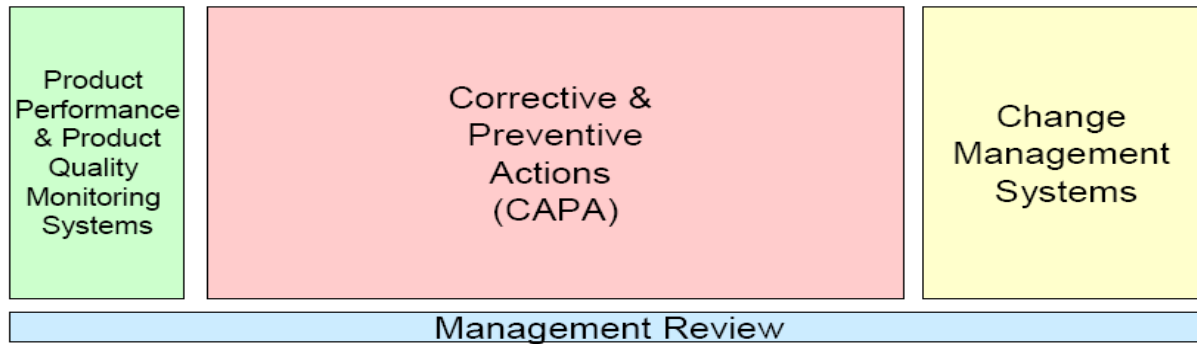 Product
Performance
& Product
Quality
Monitoring
Systems
Corrective &
Preventive
Actions
(CAPA)
Change
Management
Systems
Management Review